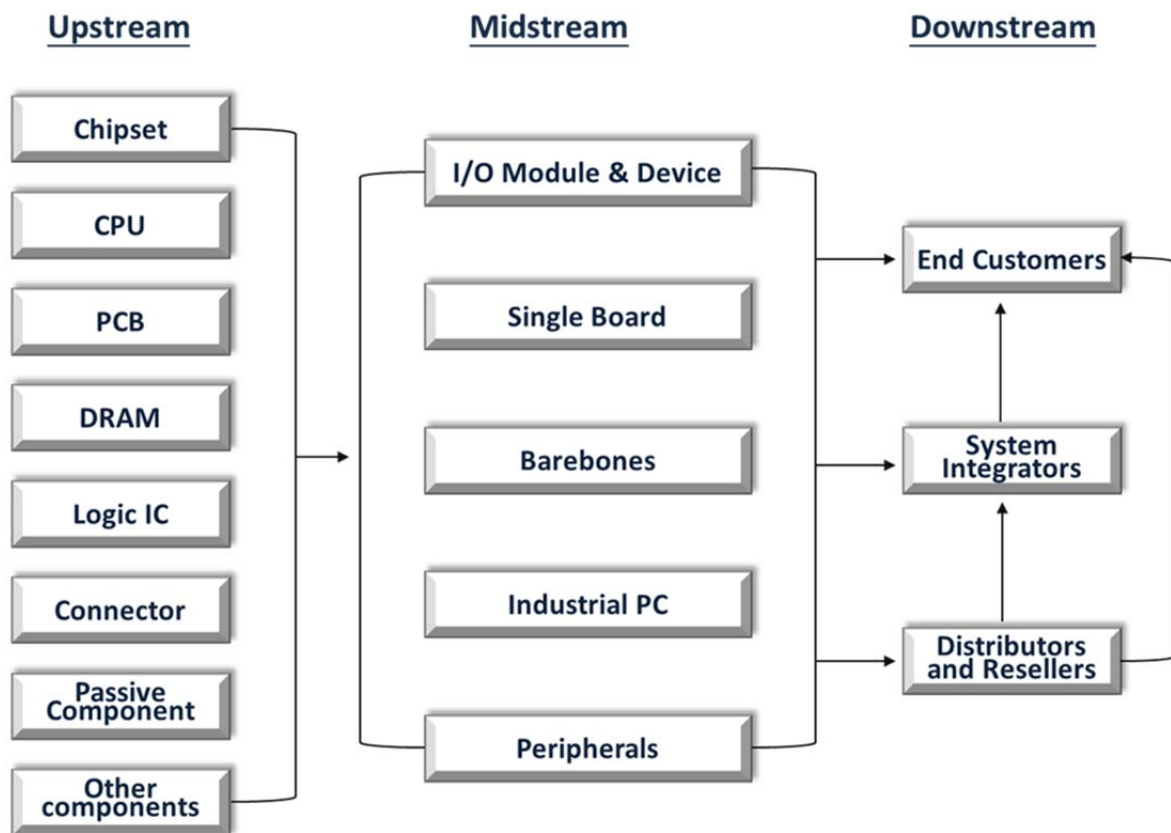 Upstream
Midstream
Downstream
Chipset
CPU
PCB
DRAM
Logic IC
Connector
Passive
Component
Other
components
I/O Module & Device
Single Board
Barebones
Industrial PC
Peripherals
End Customers
System
Integrators
Distributors
and Resellers